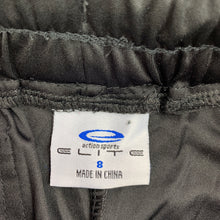 action sports
ELITE
8
MADE IN CHINA